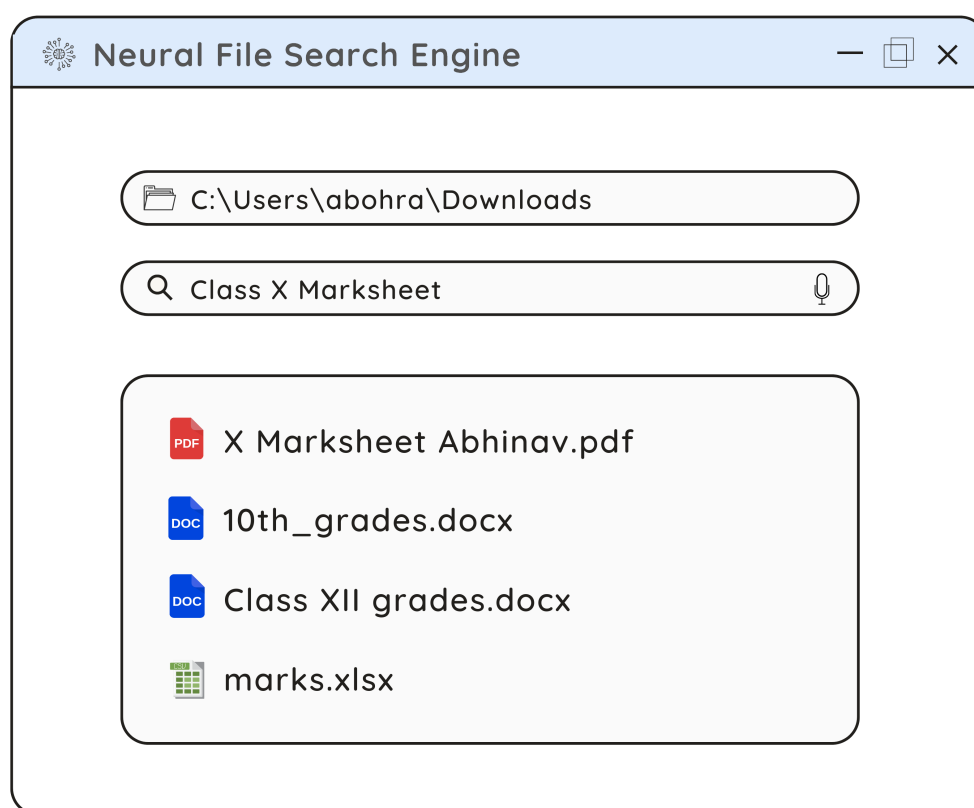 Neural File Search Engine
C:\Users\abohra\Downloads
Class X Marksheet
PDF X Marksheet Abhinav.pdf
DOC 10th_grades.docx
DOC Class XII grades.docx
CSV marks.xlsx